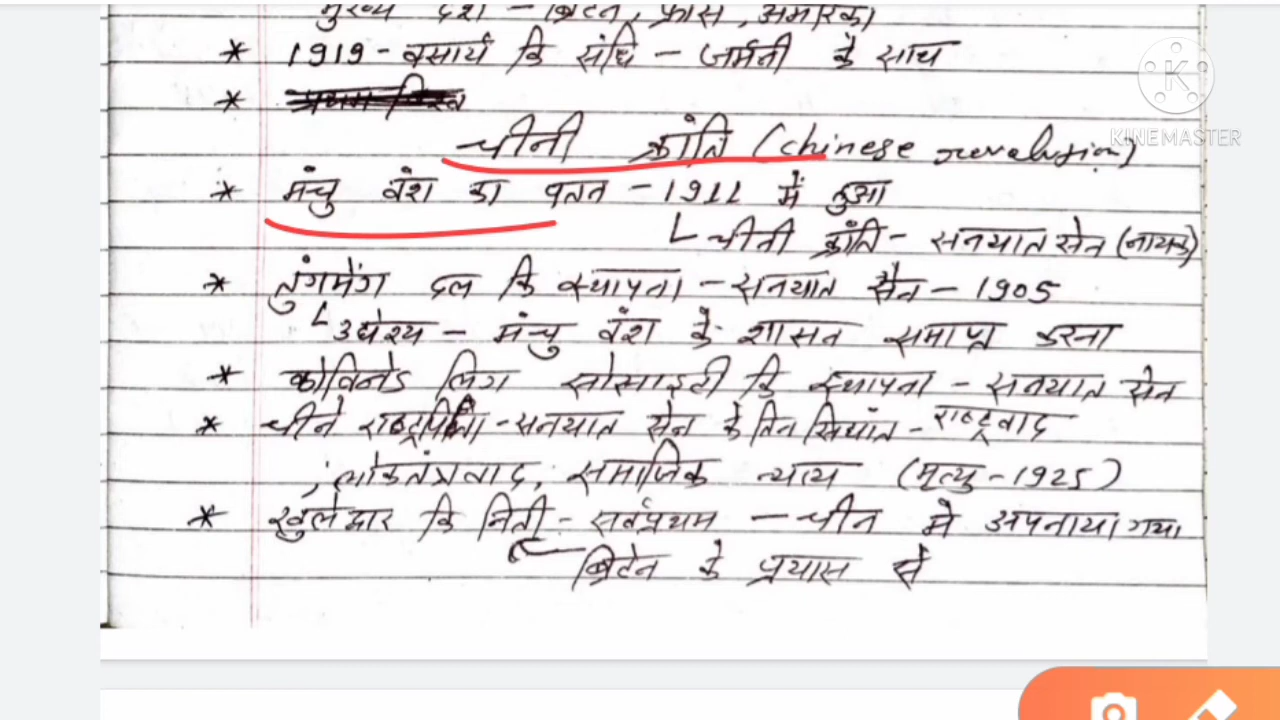 मुख्य देश - ब्रिटेन, फ्रांस, अमेरिका
* 1919 - वर्साय कि संधि - जर्मनी के साथ
*
चीनी क्रांति (Chinese revolution)
* मंचु वंश का पतन - 1911 में हुआ
चीनी क्रांति - सनयात सेन (नायक)
* तुंगमेंग दल कि स्थापना - सनयात सेन - 1905
उद्येश्य - मंचु वंश के शासन समाप्त करना
* लिग सोसाइटी कि स्थापना - सनयात सेन
* चीने राष्ट्रपिता - सनयात सेन के तिन सिधांत - राष्ट्रवाद
; लोकतंत्रवाद; समाजिक न्याय (मृत्यु - 1925)
* खुले द्वार कि निती - सर्वप्रथम - चीन मे अपनाया गया
ब्रिटेन के प्रयास से
K
KINEMASTER